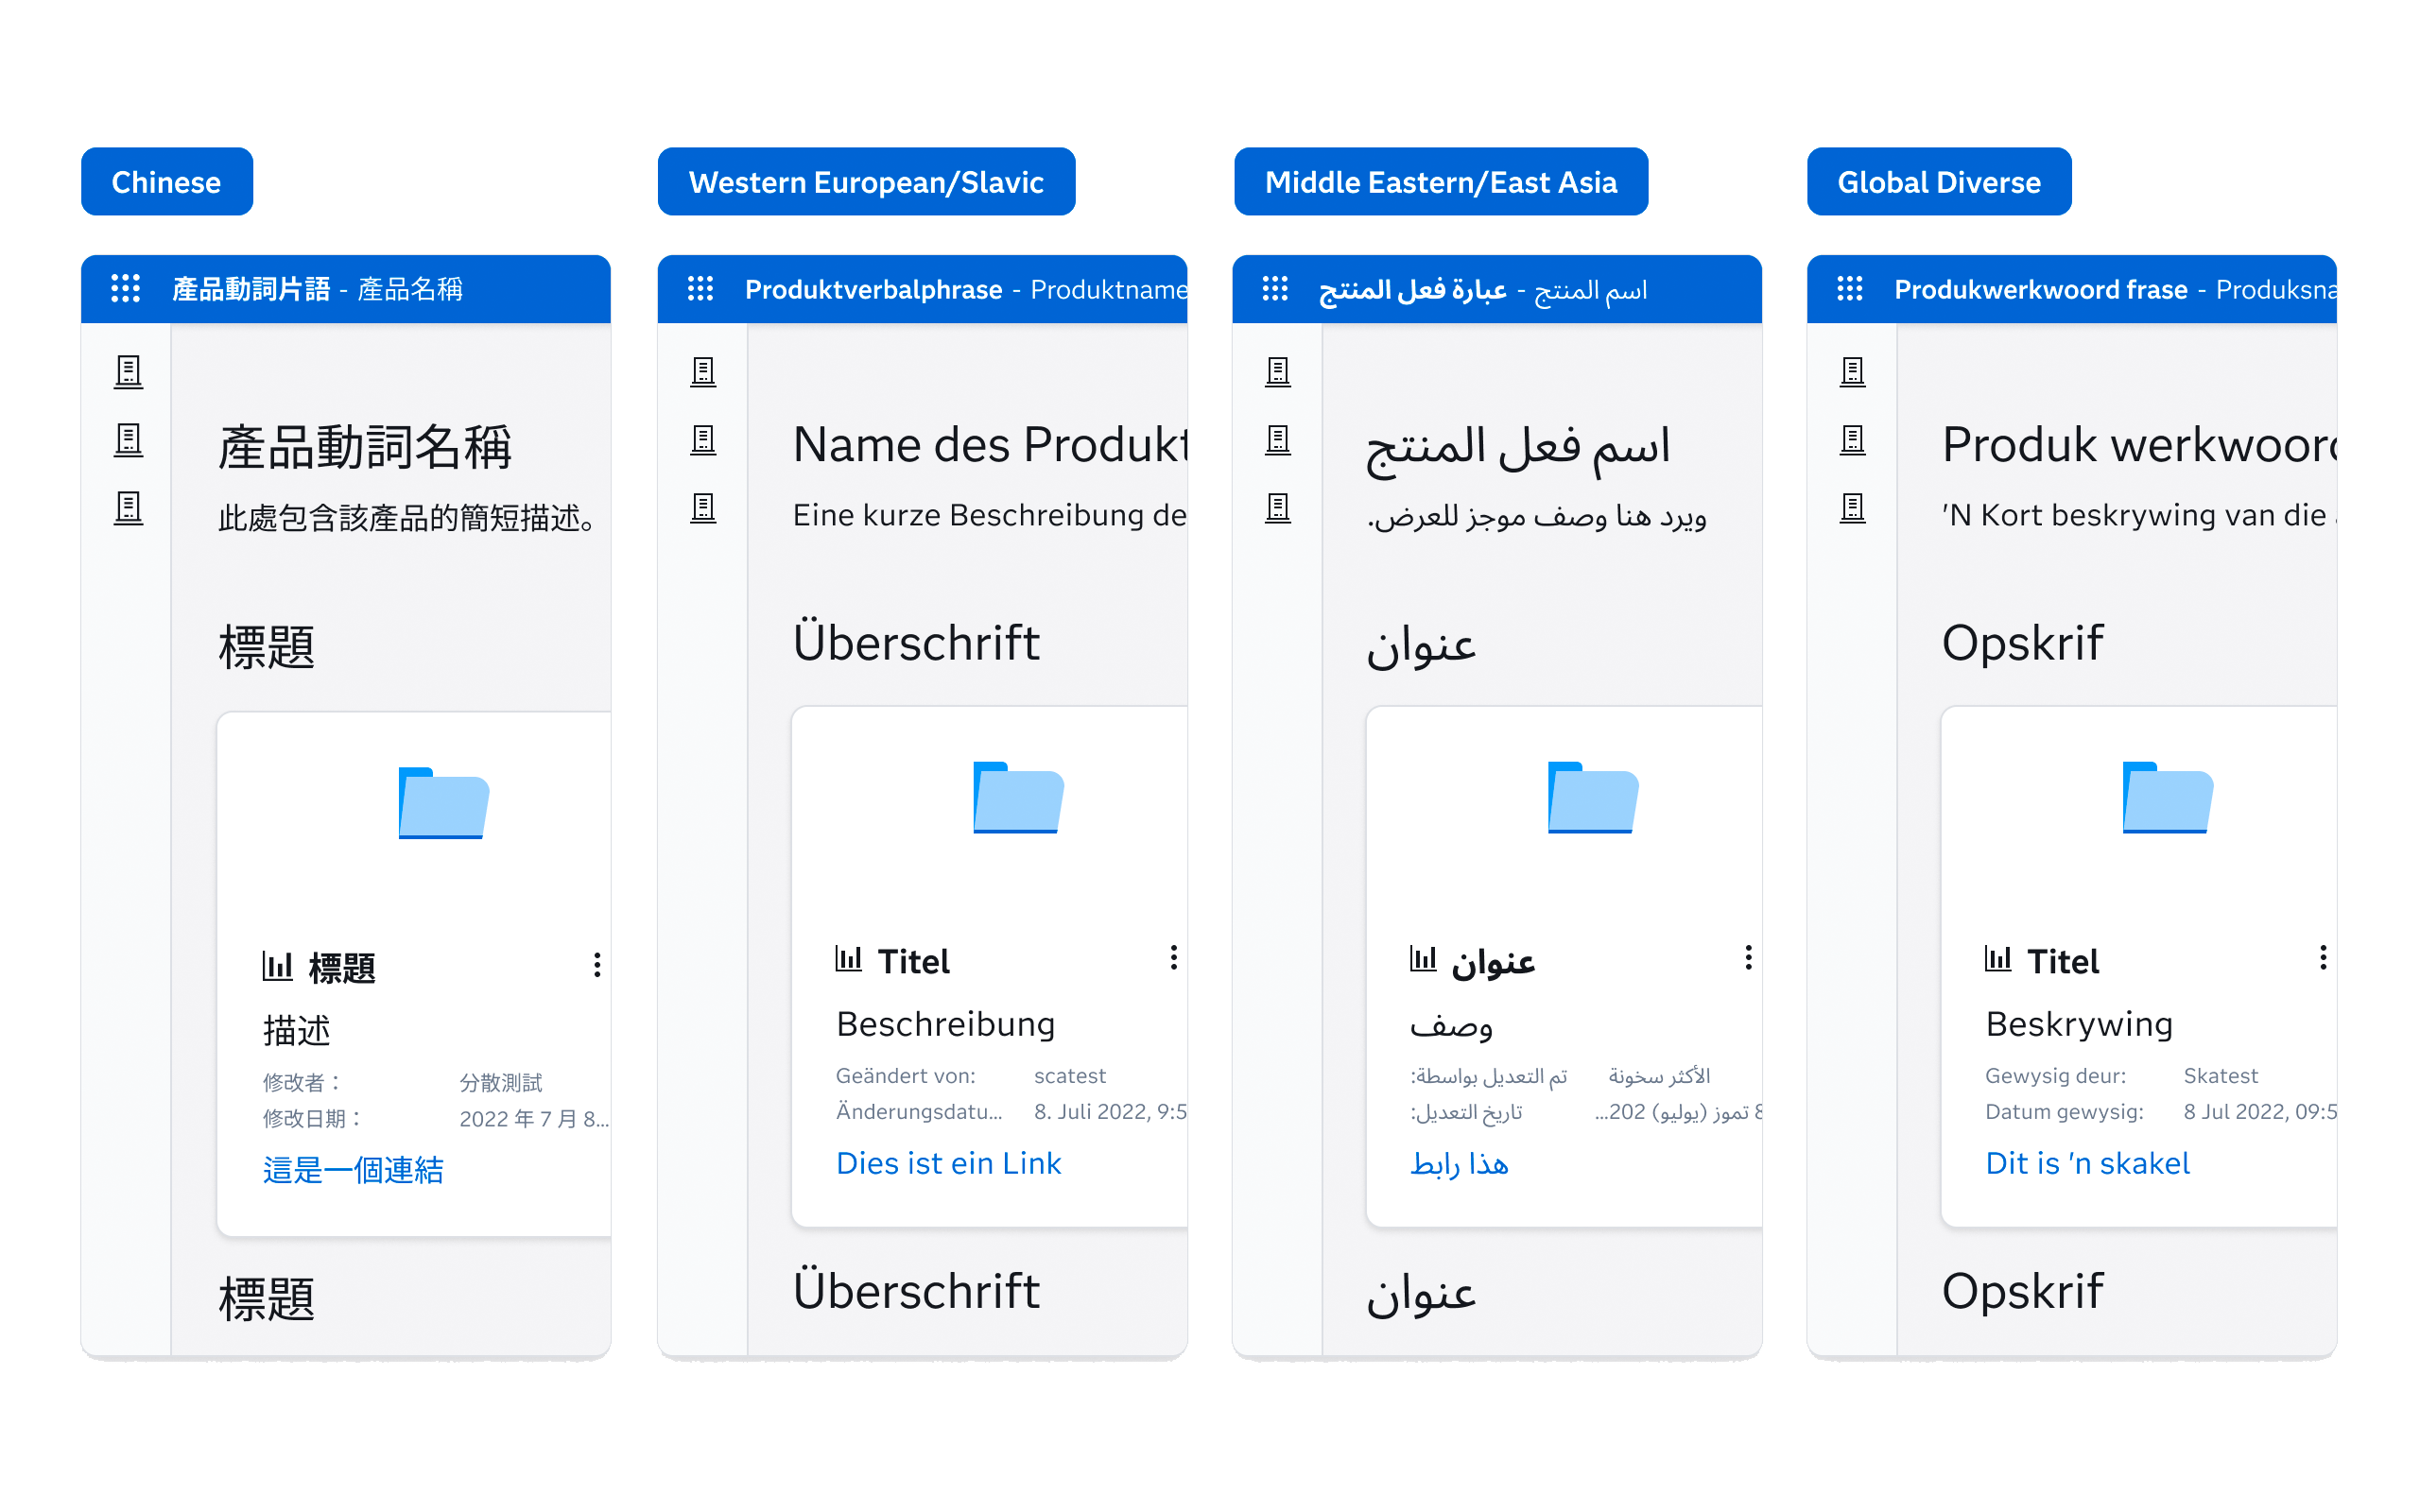 Chinese
產品動詞片語 - 產品名稱
產品動詞名稱
此處包含該產品的簡短描述。
標題
標題
描述
修改者： 分散測試
修改日期： 2022 年 7 月 8...
這是一個連結
標題
Western European/Slavic
Produktverbalphrase - Produktname
Name des Produkt
Eine kurze Beschreibung de
Überschrift
Titel
Beschreibung
Geändert von: scatest
Änderungsdatu... 8. Juli 2022, 9:5
Dies ist ein Link
Überschrift
Middle Eastern/East Asia
عبارة فعل المنتج - اسم المنتج
اسم فعل المنتج
ويرد هنا وصف موجز للعرض.
عنوان
عنوان
وصف
تم التعديل بواسطة: الأكثر سخونة
تاريخ التعديل: 8 تموز (يوليو) 202...
هذا رابط
عنوان
Global Diverse
Produkwerkwoord frase - Produksna
Produk werkwoord
'N Kort beskrywing van die
Opskrif
Titel
Beskrywing
Gewysig deur: Skatest
Datum gewysig: 8 Jul 2022, 09:5
Dit is 'n skakel
Opskrif